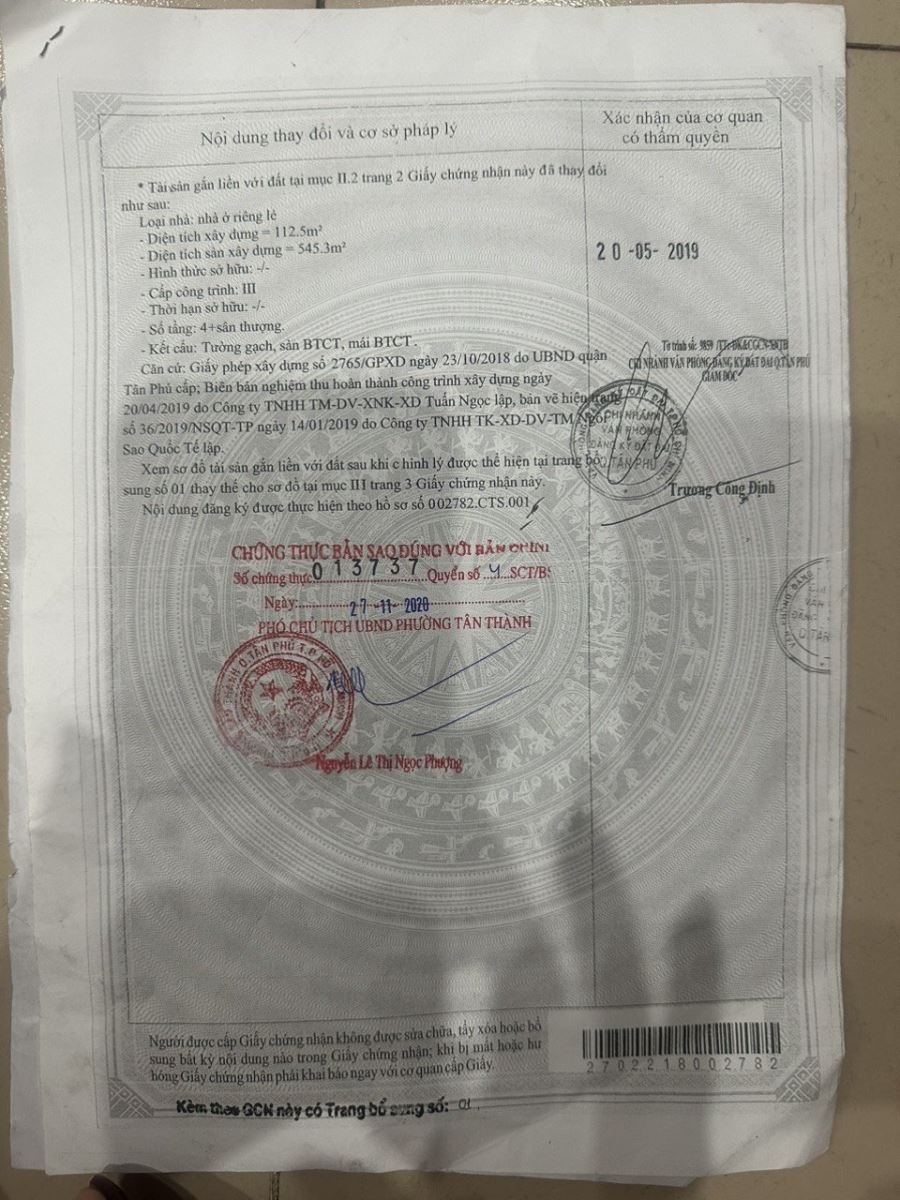 Nội dung thay đổi và cơ sở pháp lý
Xác nhận của cơ quan
có thẩm quyền
* Tài sản gắn liền với đất tại mục II.2 trang 2 Giấy chứng nhận này đã thay đổi
như sau:
Loại nhà: nhà ở riêng lẻ
- Diện tích xây dựng = 112.5m²
- Diện tích sàn xây dựng = 545.3m²
- Hình thức sở hữu: -/-
- Cấp công trình: III
- Thời hạn sở hữu: -/-
- Số tầng: 4+sân thượng.
- Kết cấu: Tường gạch, sàn BTCT, mái BTCT.
Căn cứ: Giấy phép xây dựng số 2765/GPXD ngày 23/10/2018 do UBND quận
Tân Phú cấp; Biên bản nghiệm thu hoàn thành công trình xây dựng ngày
20/04/2019 do Công ty TNHH TM-DV-XNK-XD Tuấn Ngọc lập, bản vẽ hiện trạng
số 36/2019/NSQT-TP ngày 14/01/2019 do Công ty TNHH TK-XD-DV-TM Ngôi
Sao Quốc Tế lập.
Xem sơ đồ tài sản gắn liền với đất sau khi chỉnh lý được thể hiện tại trang bổ
sung số 01 thay thế cho sơ đồ tại mục III trang 3 Giấy chứng nhận này.
Nội dung đăng ký được thực hiện theo hồ sơ số 002782.CTS.001
20-05-2019
Tờ trình số: 9859
CHI NHÁNH VĂN PHÒNG ĐĂNG KÝ ĐẤT ĐAI Q.TÂN PHÚ
GIÁM ĐỐC
CHI NHÁNH
VĂN PHÒNG
ĐĂNG KÝ ĐẤT ĐAI
Q.TÂN PHÚ
Trương Công Định
CHỨNG THỰC BẢN SAO ĐÚNG VỚI BẢN CHÍNH
Số chứng thực 013737 Quyển số 4 SCT/BS
Ngày: 27-11-2020
PHÓ CHỦ TỊCH UBND PHƯỜNG TÂN THÀNH
Nguyễn Lê Thị Ngọc Phượng
Người được cấp Giấy chứng nhận không được sửa chữa, tẩy xóa hoặc bổ
sung bất kỳ nội dung nào trong Giấy chứng nhận; khi bị mất hoặc hư
hỏng Giấy chứng nhận phải khai báo ngay với cơ quan cấp Giấy.
2702218002782
Kèm theo GCN này có Trang bổ sung số: 01.